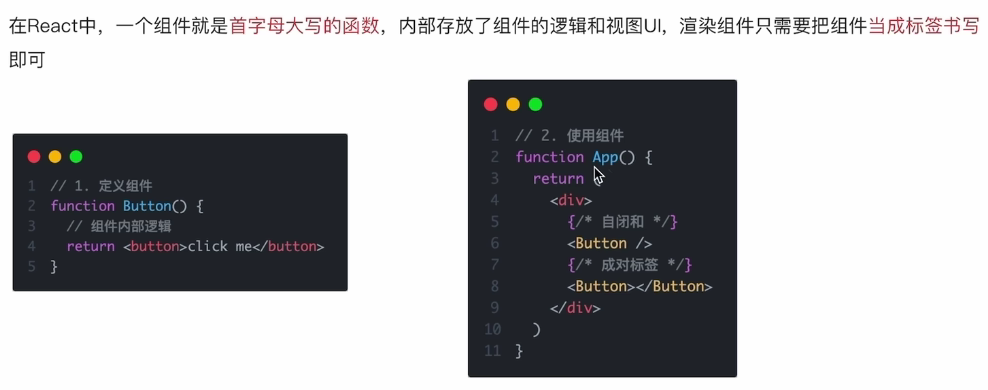 在React中，一个组件就是首字母大写的函数，内部存放了组件的逻辑和视图UI，渲染组件只需要把组件当成标签书写
即可
1 // 1. 定义组件
2 function Button() {
3   // 组件内部逻辑
4   return <button>click me</button>
5 }
1 // 2. 使用组件
2 function App() {
3   return
4     <div>
5       {/* 自闭和 */}
6       <Button />
7       {/* 成对标签 */}
8       <Button></Button>
9     </div>
10   )
11 }